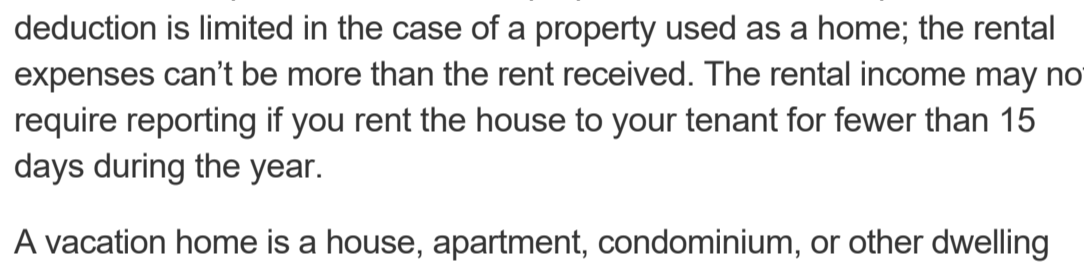 deduction is limited in the case of a property used as a home; the rental
expenses can’t be more than the rent received. The rental income may no
require reporting if you rent the house to your tenant for fewer than 15
days during the year.
A vacation home is a house, apartment, condominium, or other dwelling